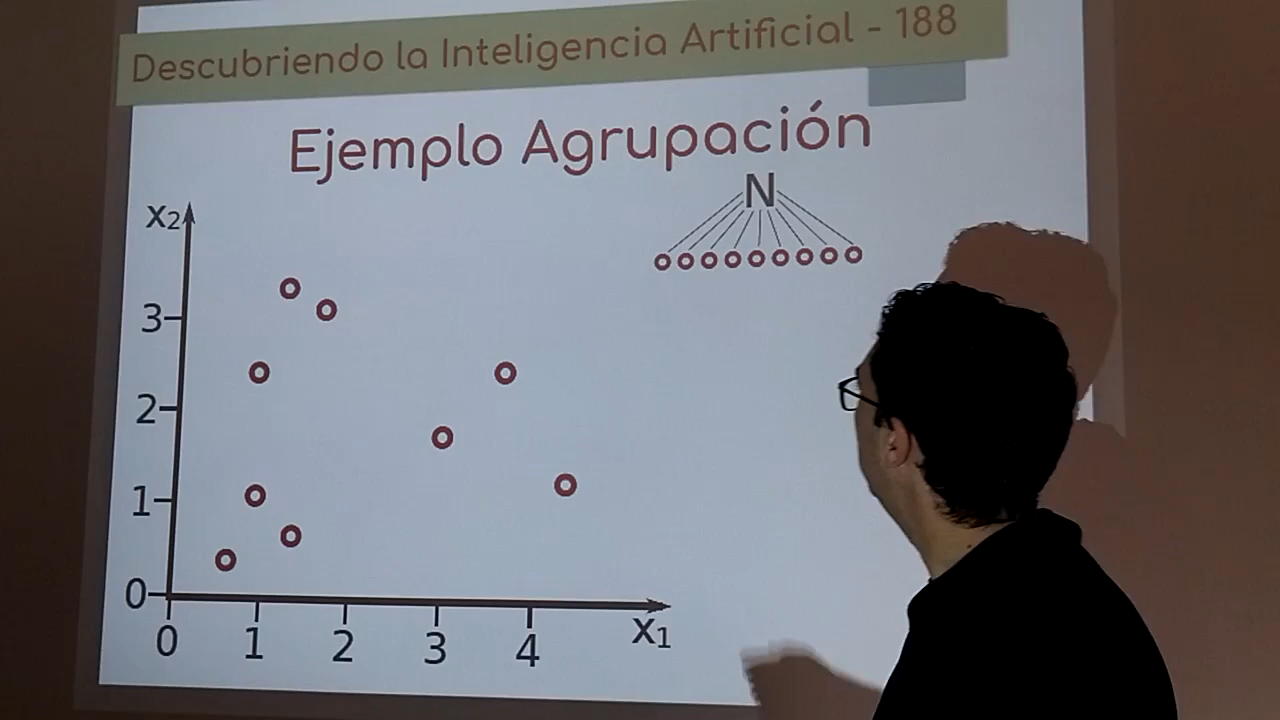 Descubriendo la Inteligencia Artificial - 188
Ejemplo Agrupación
N
x2
3
2
1
0
0 1 2 3 4
x1